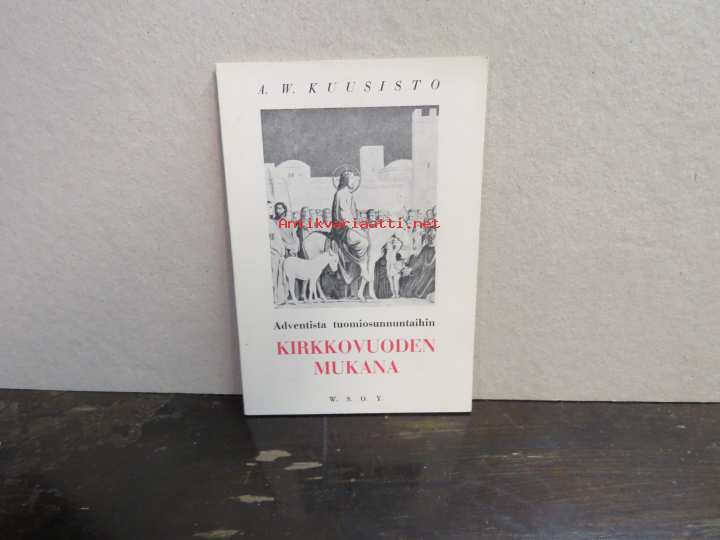 A. W. KUUSISTO
Antikvariaatti.net
Adventista tuomiosunnuntaihin
KIRKKOVUODEN
MUKANA
W. S. O. Y.